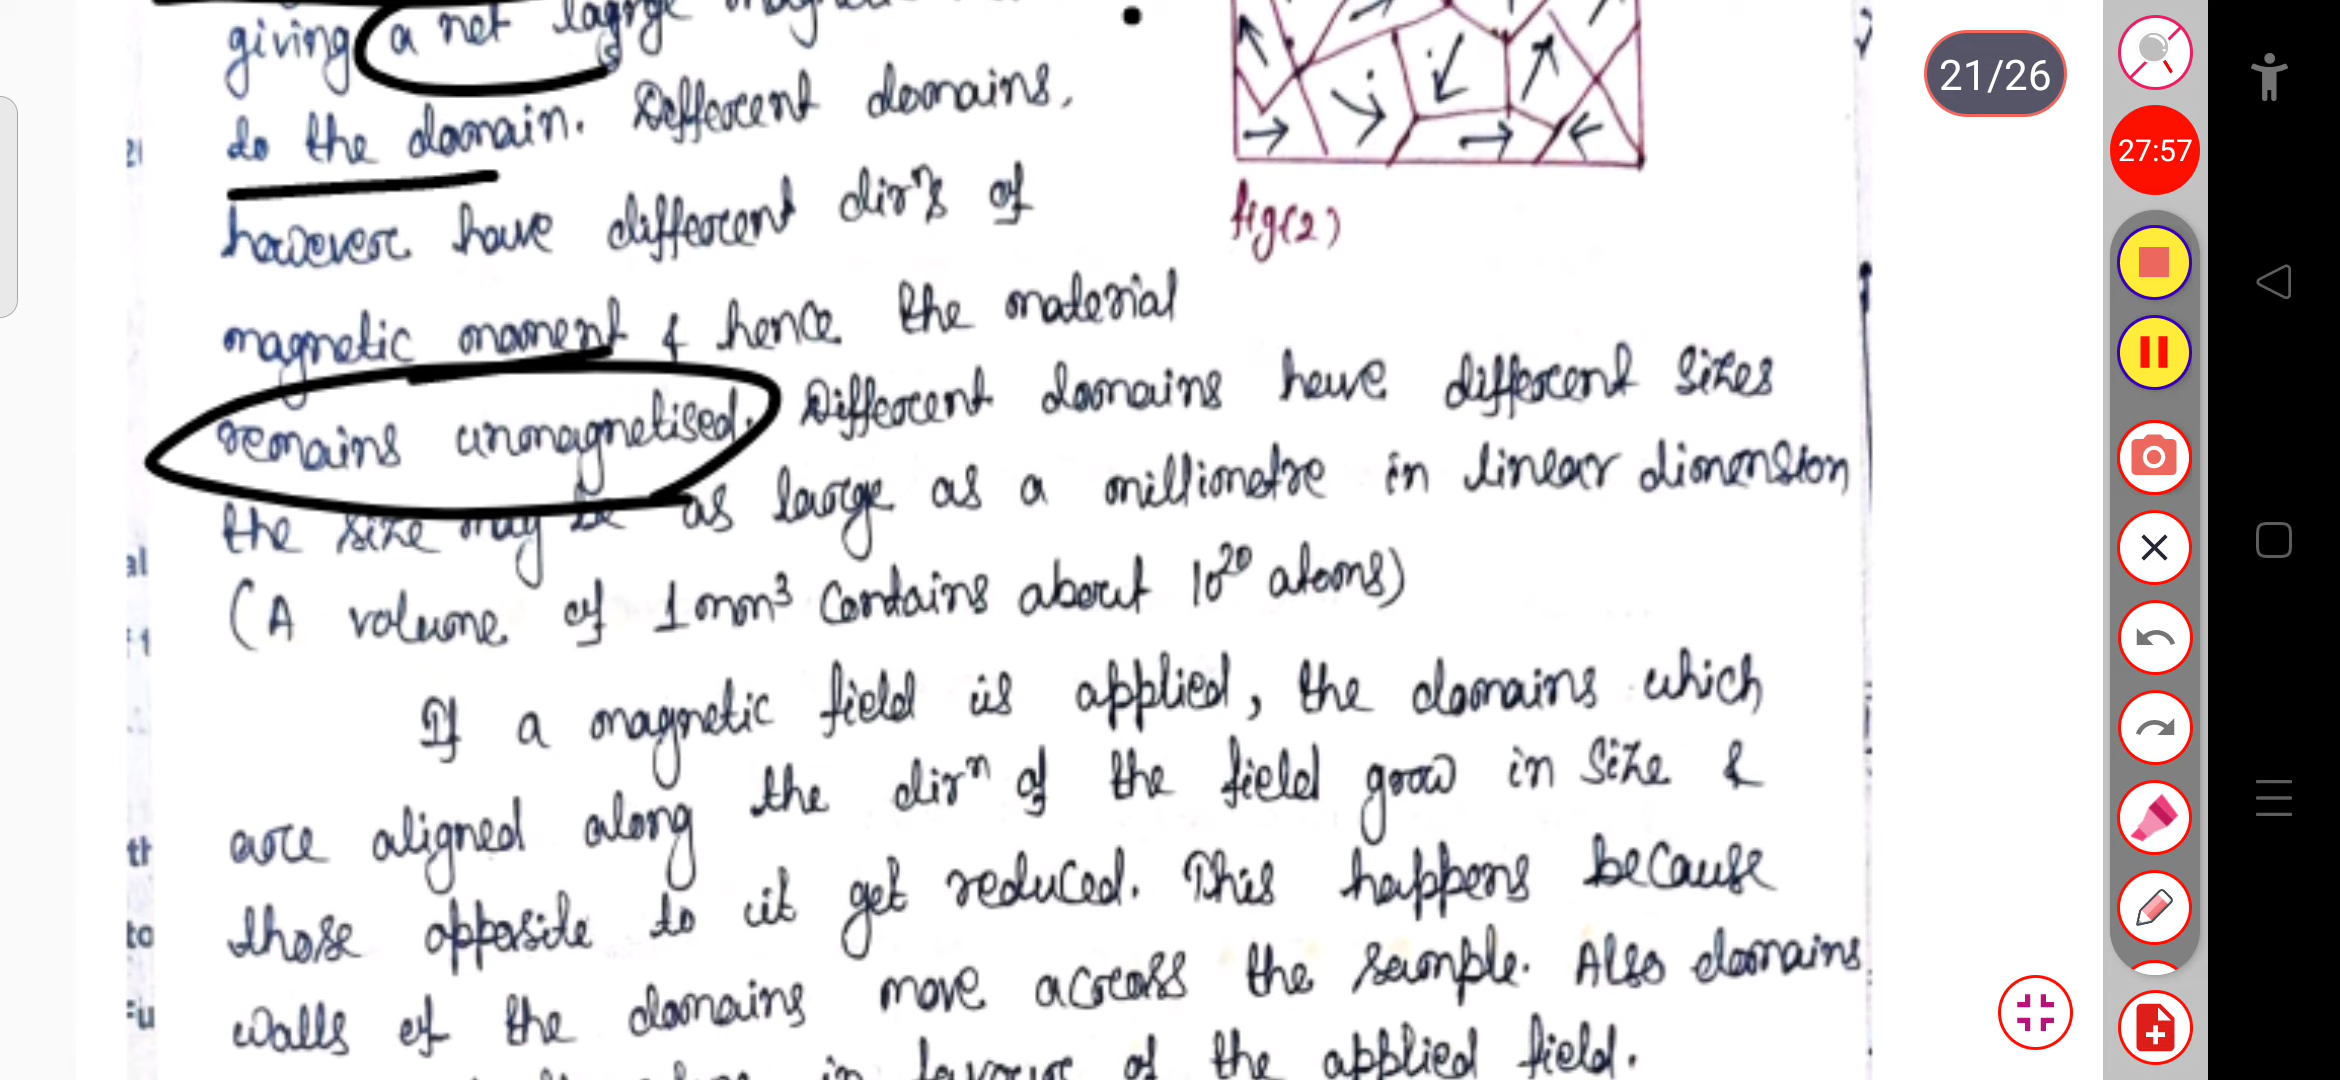 giving a net lagrge
21/26
to the domain. Different domains,
27:57
however have different dirns of
fig(2)
magnetic moment & hence the material
remains unmagnetised. Different domains have different sizes
the size may be as large as a millimetre in linear dimension
(A volume of 1mm³ contains about 10²⁰ atoms)
If a magnetic field is applied, the domains which
are aligned along the dirⁿ of the field grow in size &
those opposite to it get reduced. This happens because
walls of the domains move across the sample. Also domains
in favour of the applied field.